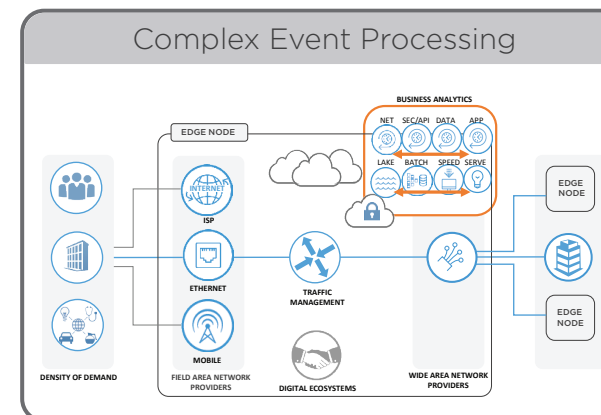 Complex Event Processing
BUSINESS ANALYTICS
NET SEC/API DATA APP
EDGE NODE
LAKE BATCH SPEED SERVE
INTERNET
ISP
EDGE
NODE
ETHERNET
TRAFFIC
MANAGEMENT
EDGE
NODE
MOBILE
DENSITY OF DEMAND
FIELD AREA NETWORK
PROVIDERS
DIGITAL ECOSYSTEMS
WIDE AREA NETWORK
PROVIDERS